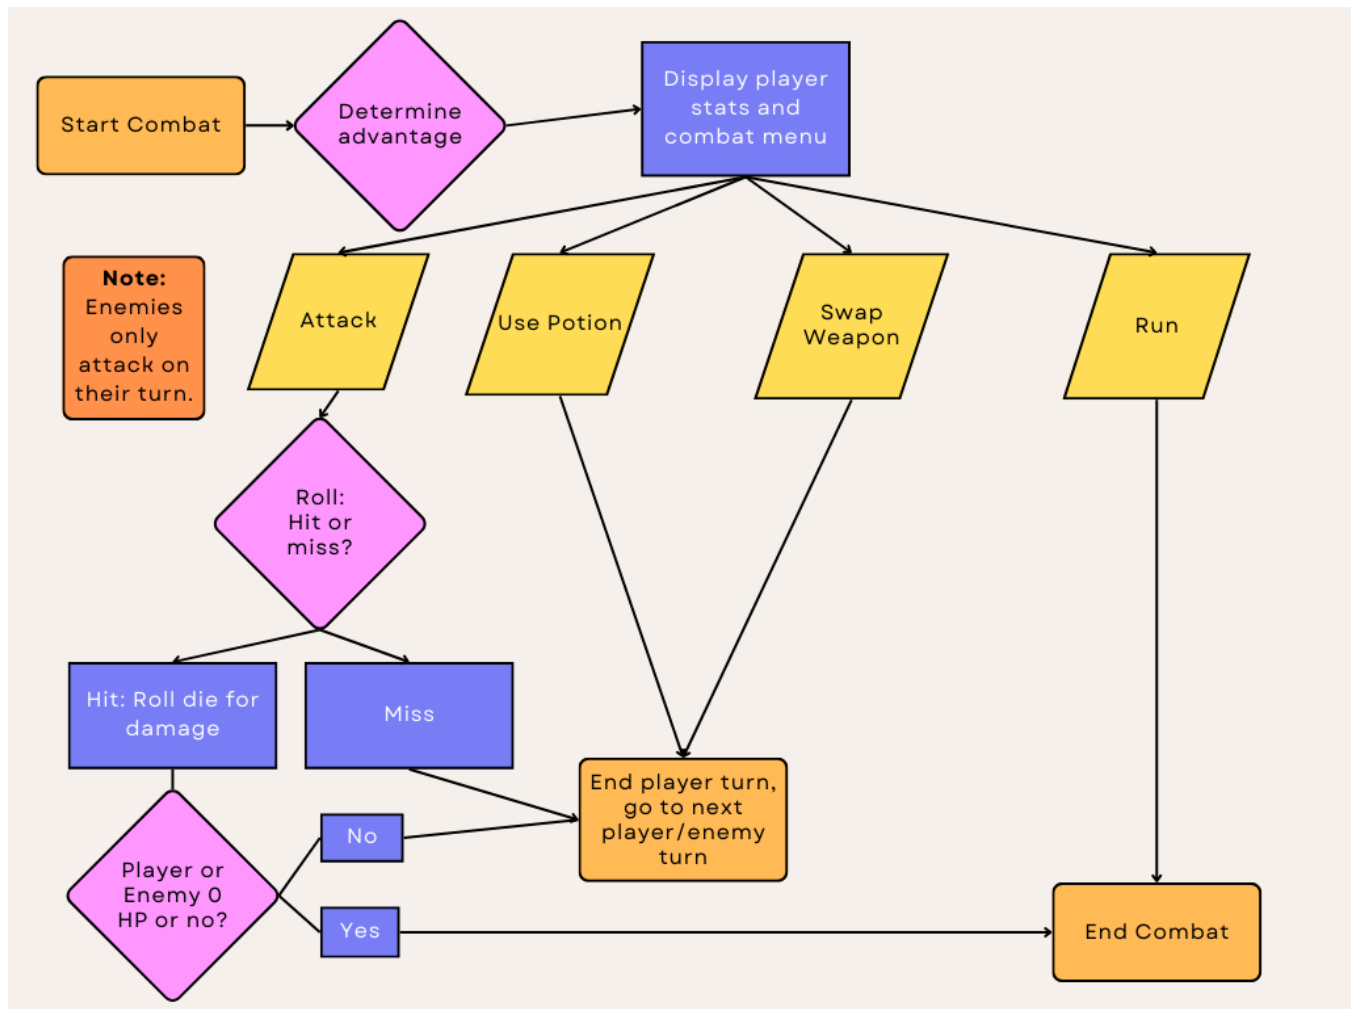 Start Combat
Determine
advantage
Display player
stats and
combat menu
Note:
Enemies
only
attack on
their turn.
Attack
Use Potion
Swap
Weapon
Run
Roll:
Hit or
miss?
Hit: Roll die for
damage
Miss
Player or
Enemy 0
HP or no?
No
Yes
End player turn,
go to next
player/enemy
turn
End Combat